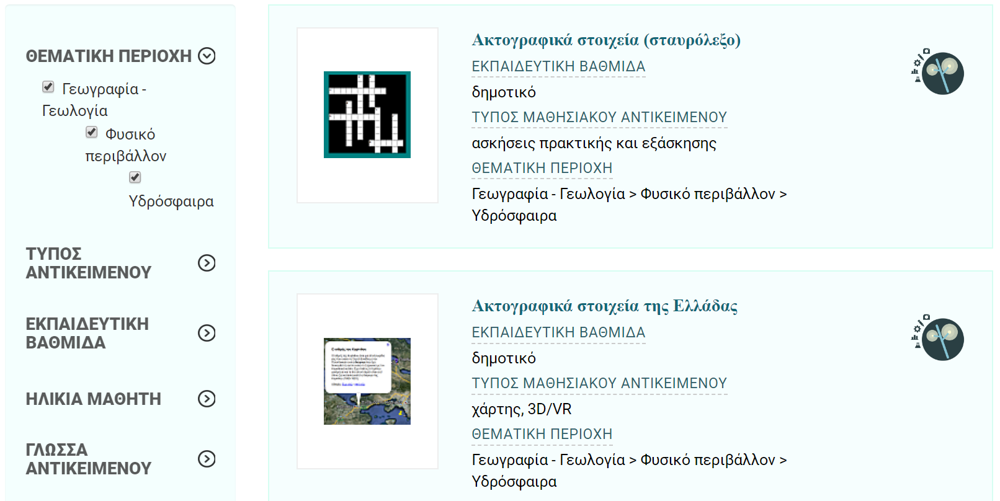 ΘΕΜΑΤΙΚΗ ΠΕΡΙΟΧΗ
Γεωγραφία -
Γεωλογία
Φυσικό
περιβάλλον
Υδρόσφαιρα
ΤΥΠΟΣ
ΑΝΤΙΚΕΙΜΕΝΟΥ
ΕΚΠΑΙΔΕΥΤΙΚΗ
ΒΑΘΜΙΔΑ
ΗΛΙΚΙΑ ΜΑΘΗΤΗ
ΓΛΩΣΣΑ
ΑΝΤΙΚΕΙΜΕΝΟΥ
Ακτογραφικά στοιχεία (σταυρόλεξο)
ΕΚΠΑΙΔΕΥΤΙΚΗ ΒΑΘΜΙΔΑ
δημοτικό
ΤΥΠΟΣ ΜΑΘΗΣΙΑΚΟΥ ΑΝΤΙΚΕΙΜΕΝΟΥ
ασκήσεις πρακτικής και εξάσκησης
ΘΕΜΑΤΙΚΗ ΠΕΡΙΟΧΗ
Γεωγραφία - Γεωλογία > Φυσικό περιβάλλον >
Υδρόσφαιρα
Ακτογραφικά στοιχεία της Ελλάδας
ΕΚΠΑΙΔΕΥΤΙΚΗ ΒΑΘΜΙΔΑ
δημοτικό
ΤΥΠΟΣ ΜΑΘΗΣΙΑΚΟΥ ΑΝΤΙΚΕΙΜΕΝΟΥ
χάρτης, 3D/VR
ΘΕΜΑΤΙΚΗ ΠΕΡΙΟΧΗ
Γεωγραφία - Γεωλογία > Φυσικό περιβάλλον >
Υδρόσφαιρα